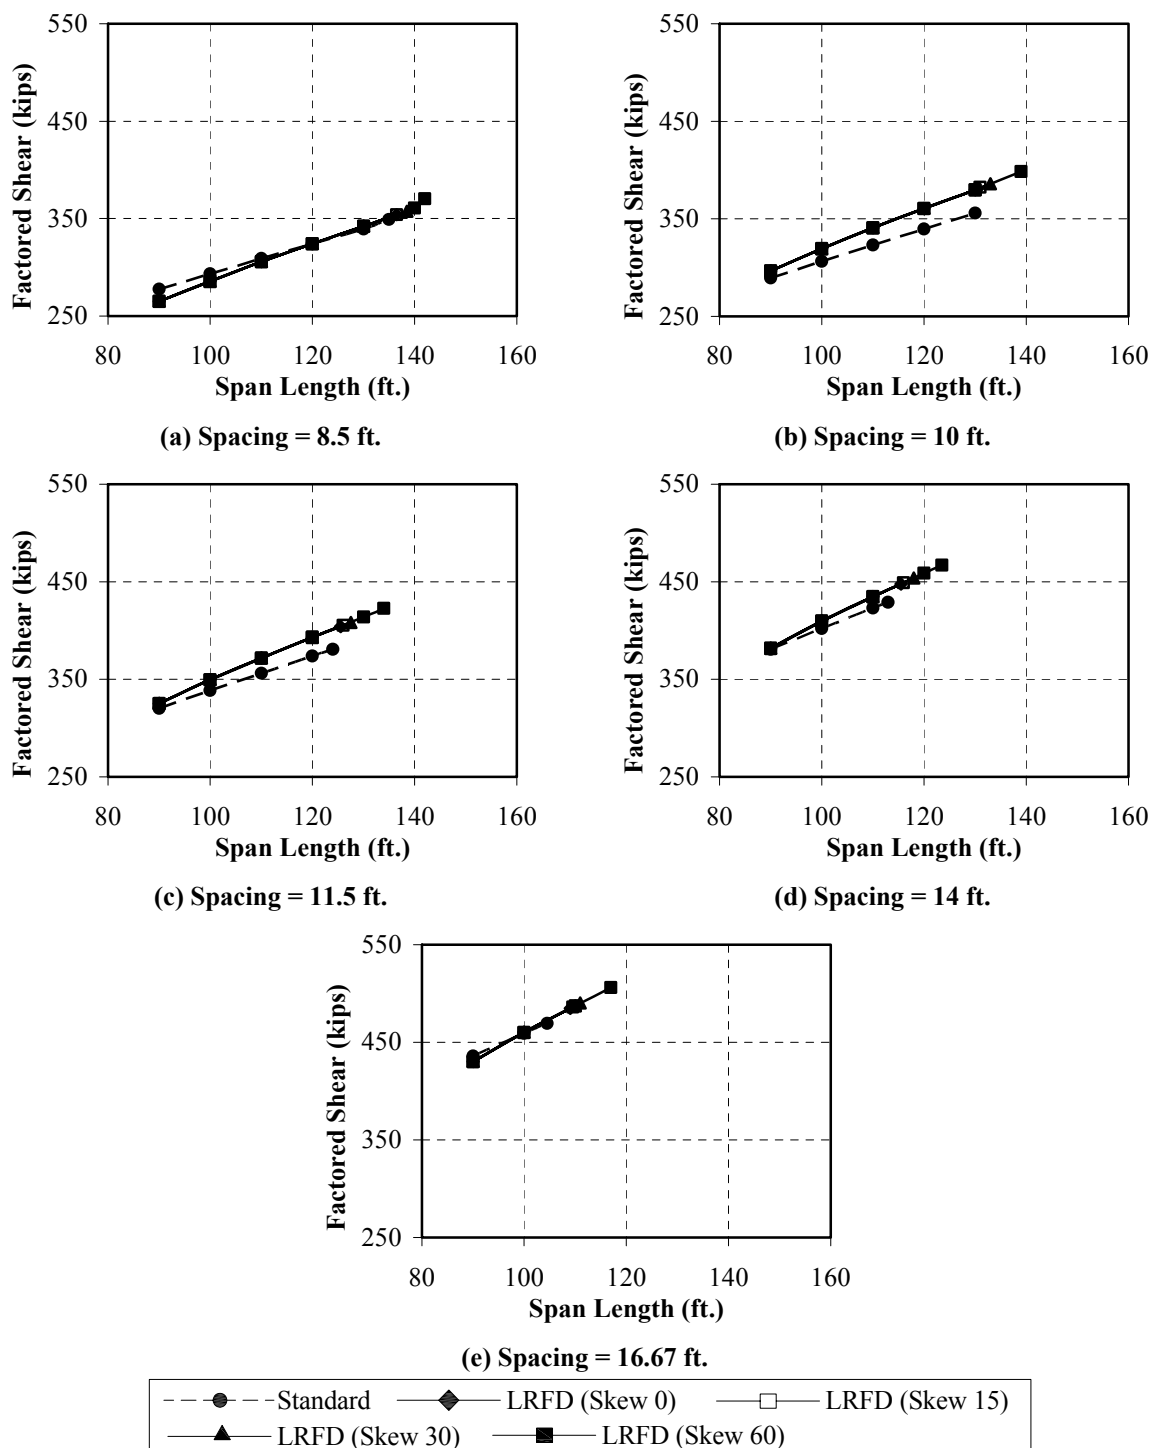 550
450
350
250
Factored Shear (kips)
80 100 120 140 160
Span Length (ft.)
(a) Spacing = 8.5 ft.
550
450
350
250
Factored Shear (kips)
80 100 120 140 160
Span Length (ft.)
(b) Spacing = 10 ft.
550
450
350
250
Factored Shear (kips)
80 100 120 140 160
Span Length (ft.)
(c) Spacing = 11.5 ft.
550
450
350
250
Factored Shear (kips)
80 100 120 140 160
Span Length (ft.)
(d) Spacing = 14 ft.
550
450
350
250
Factored Shear (kips)
80 100 120 140 160
Span Length (ft.)
(e) Spacing = 16.67 ft.
Standard LRFD (Skew 0) LRFD (Skew 15)
LRFD (Skew 30) LRFD (Skew 60)